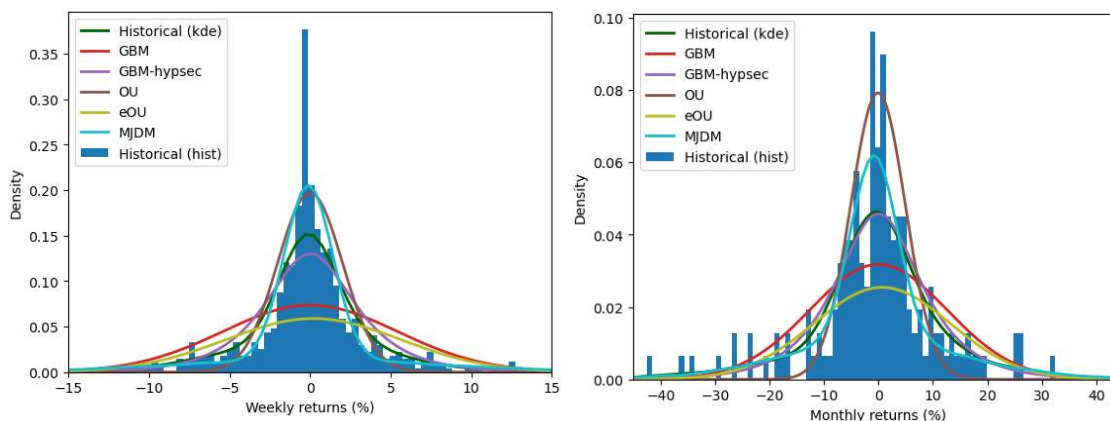 Historical (kde)
GBM
GBM-hypsec
OU
eOU
MJDM
Historical (hist)
0.35
0.30
0.25
0.20
0.15
0.10
0.05
0.00
Density
−15
−10
−5
0
5
10
15
Weekly returns (%)
Historical (kde)
GBM
GBM-hypsec
OU
eOU
MJDM
Historical (hist)
0.10
0.08
0.06
0.04
0.02
0.00
Density
−40
−30
−20
−10
0
10
20
30
40
Monthly returns (%)